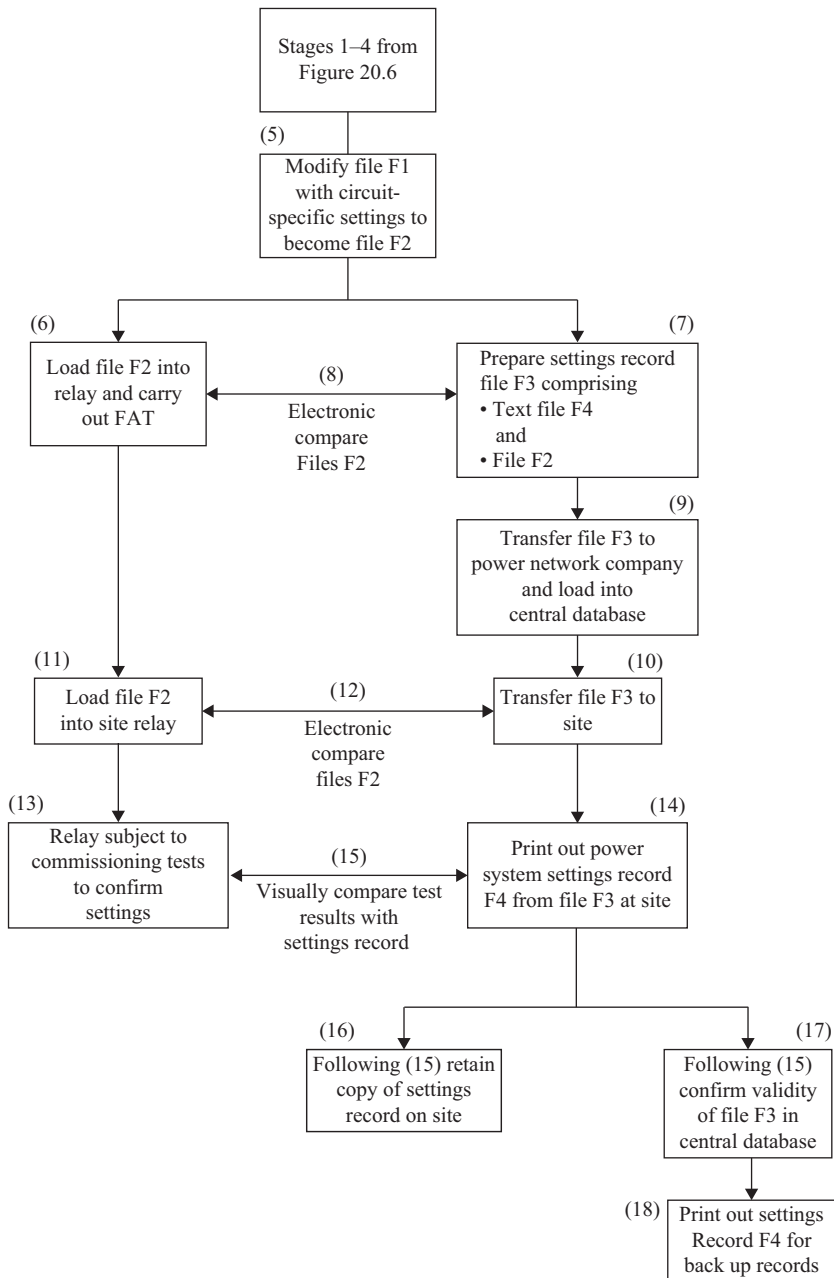 Stages 1–4 from
Figure 20.6
(5)
Modify file F1
with circuit-
specific settings to
become file F2
(6)
Load file F2 into
relay and carry
out FAT
(7)
Prepare settings record
file F3 comprising
• Text file F4
and
• File F2
(8)
Electronic
compare
Files F2
(9)
Transfer file F3 to
power network company
and load into
central database
(10)
Transfer file F3 to
site
(11)
Load file F2
into site relay
(12)
Electronic
compare
files F2
(13)
Relay subject to
commissioning tests
to confirm
settings
(14)
Print out power
system settings record
F4 from file F3 at site
(15)
Visually compare test
results with
settings record
(16)
Following (15) retain
copy of settings
record on site
(17)
Following (15)
confirm validity
of file F3 in
central database
(18)
Print out settings
Record F4 for
back up records